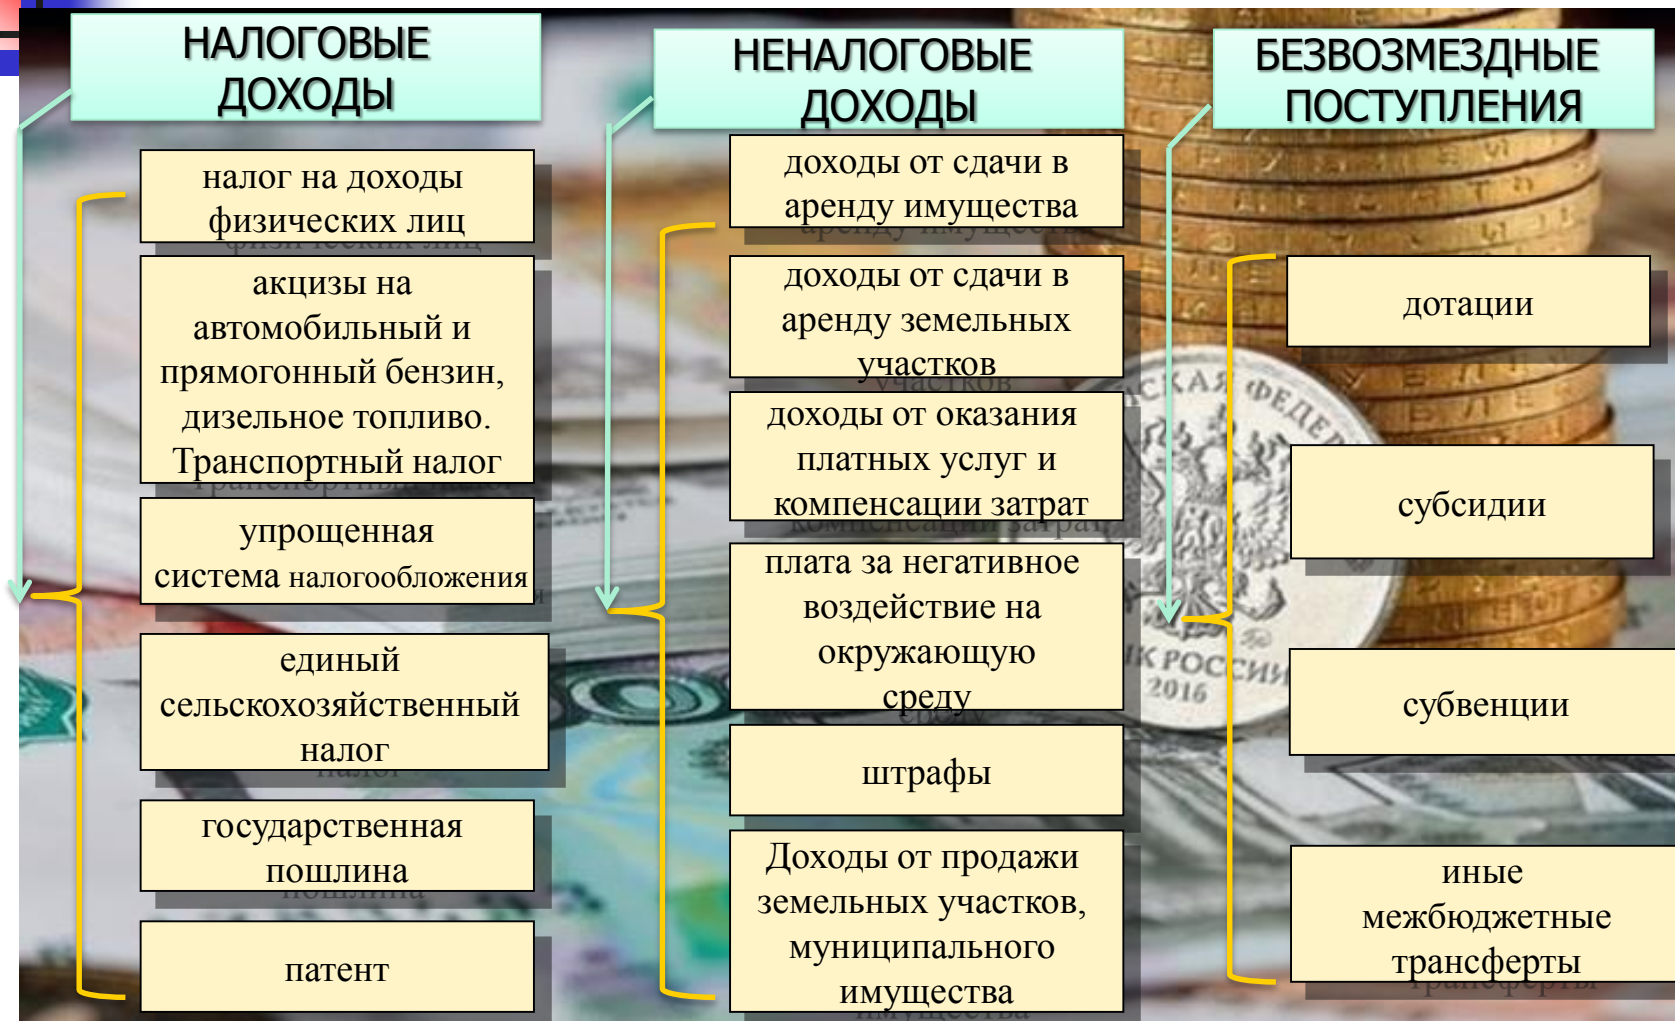 НАЛОГОВЫЕ
ДОХОДЫ
налог на доходы
физических лиц
акцизы на
автомобильный и
прямогонный бензин,
дизельное топливо.
Транспортный налог
упрощенная
система налогообложения
единый
сельскохозяйственный
налог
государственная
пошлина
патент
НЕНАЛОГОВЫЕ
ДОХОДЫ
доходы от сдачи в
аренду имущества
доходы от сдачи в
аренду земельных
участков
доходы от оказания
платных услуг и
компенсации затрат
плата за негативное
воздействие на
окружающую
среду
штрафы
Доходы от продажи
земельных участков,
муниципального
имущества
БЕЗВОЗМЕЗДНЫЕ
ПОСТУПЛЕНИЯ
дотации
субсидии
субвенции
иные
межбюджетные
трансферты
2016